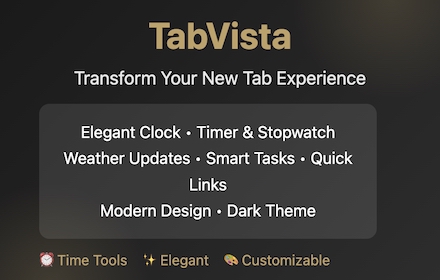 TabVista
Transform Your New Tab Experience
Elegant Clock • Timer & Stopwatch
Weather Updates • Smart Tasks • Quick
Links
Modern Design • Dark Theme
⏰ Time Tools ✨ Elegant 🎨 Customizable